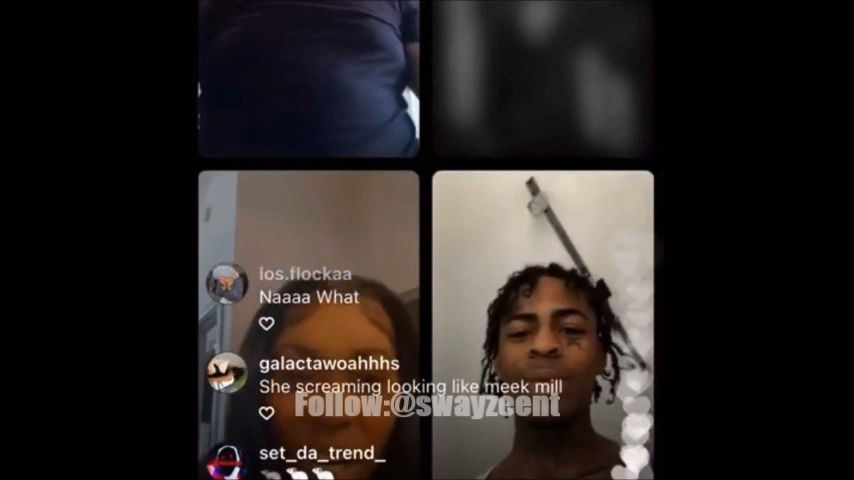 los.flockaa
Naaaa What
galactawoahhhs
She screaming looking like meek mill
Follow:@swayzeent
set_da_trend_
🐁🐁🐁